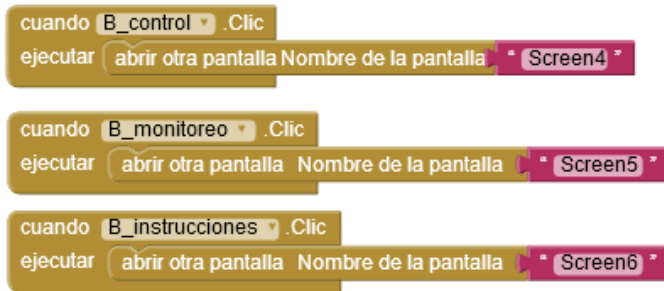 cuando B_control .Clic
ejecutar abrir otra pantalla Nombre de la pantalla " Screen4 "
cuando B_monitoreo .Clic
ejecutar abrir otra pantalla Nombre de la pantalla " Screen5 "
cuando B_instrucciones .Clic
ejecutar abrir otra pantalla Nombre de la pantalla " Screen6 "